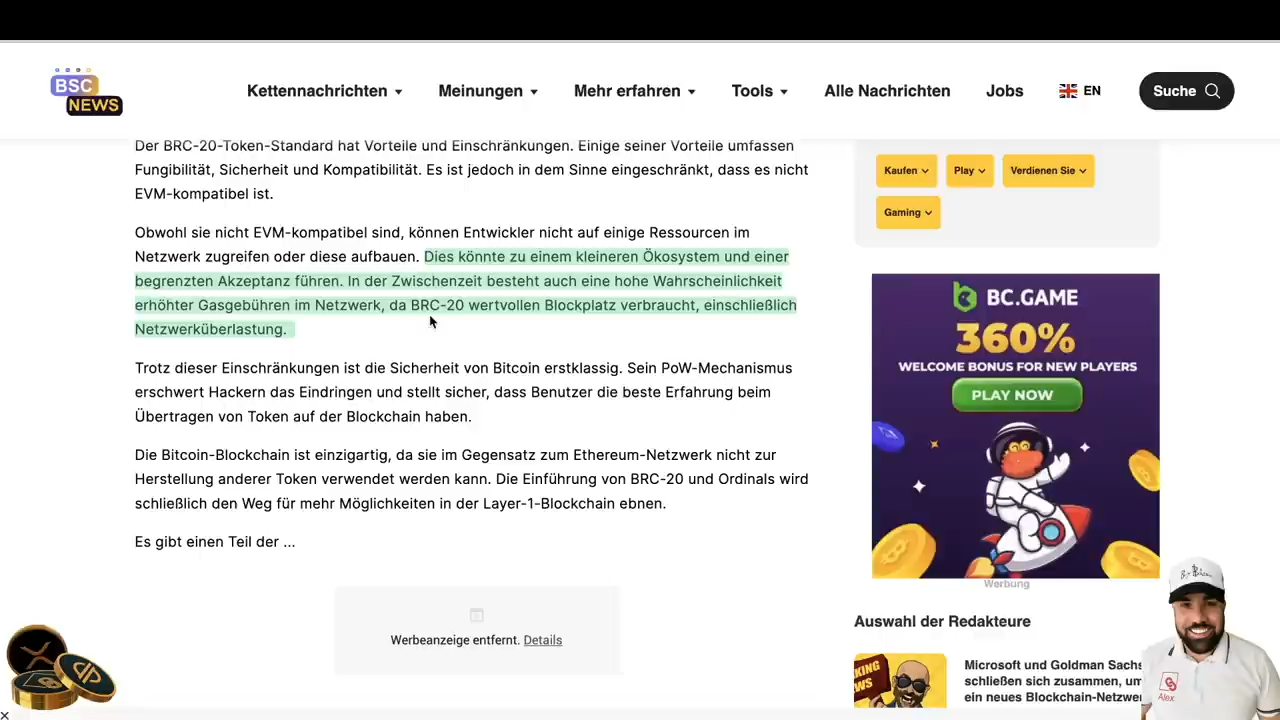 BSC
NEWS
Kettennachrichten
Meinungen
Mehr erfahren
Tools
Alle Nachrichten
Jobs
EN
Suche
Der BRC-20-Token-Standard hat Vorteile und Einschränkungen. Einige seiner Vorteile umfassen
Fungibilität, Sicherheit und Kompatibilität. Es ist jedoch in dem Sinne eingeschränkt, dass es nicht
EVM-kompatibel ist.
Obwohl sie nicht EVM-kompatibel sind, können Entwickler nicht auf einige Ressourcen im
Netzwerk zugreifen oder diese aufbauen. Dies könnte zu einem kleineren Ökosystem und einer
begrenzten Akzeptanz führen. In der Zwischenzeit besteht auch eine hohe Wahrscheinlichkeit
erhöhter Gasgebühren im Netzwerk, da BRC-20 wertvollen Blockplatz verbraucht, einschließlich
Netzwerküberlastung.
Trotz dieser Einschränkungen ist die Sicherheit von Bitcoin erstklassig. Sein PoW-Mechanismus
erschwert Hackern das Eindringen und stellt sicher, dass Benutzer die beste Erfahrung beim
Übertragen von Token auf der Blockchain haben.
Die Bitcoin-Blockchain ist einzigartig, da sie im Gegensatz zum Ethereum-Netzwerk nicht zur
Herstellung anderer Token verwendet werden kann. Die Einführung von BRC-20 und Ordinals wird
schließlich den Weg für mehr Möglichkeiten in der Layer-1-Blockchain ebnen.
Es gibt einen Teil der ...
Werbeanzeige entfernt. Details
Kaufen
Play
Verdienen Sie
Gaming
BC.GAME
360%
WELCOME BONUS FOR NEW PLAYERS
PLAY NOW
Werbung
Auswahl der Redakteure
Microsoft und Goldman Sachs
schließen sich zusammen, um
ein neues Blockchain-Netzwer
Alex